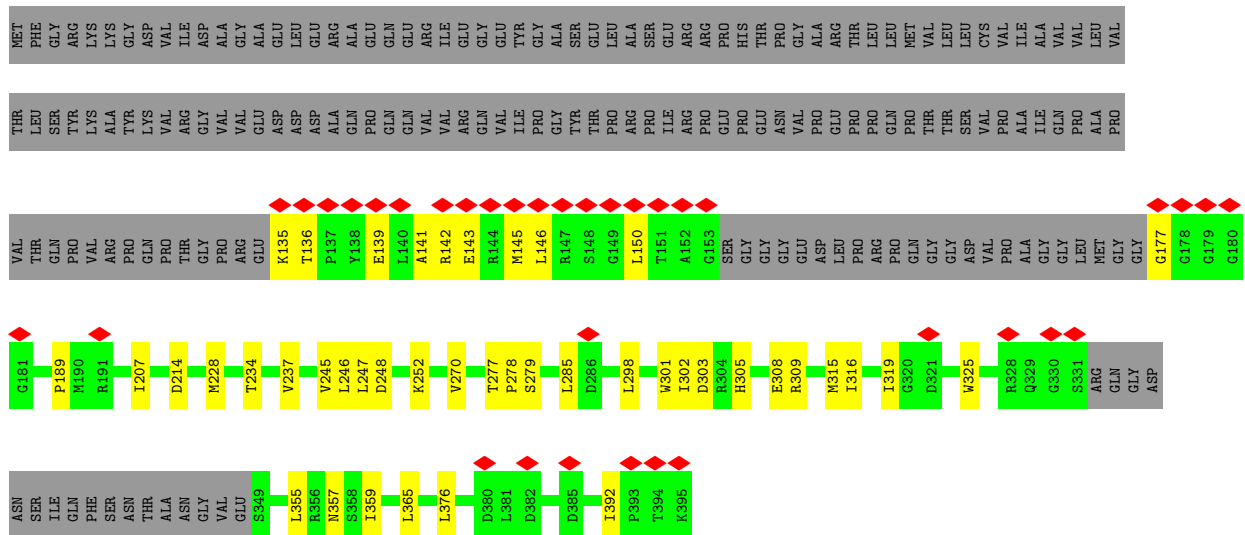 MET PHE GLY ARG LYS LYS GLY ASP VAL ILE ASP ALA GLY ALA GLU LEU GLU ARG ALA GLU GLN GLU ARG ILE GLU GLY GLU TYR GLY ALA SER GLU LEU ALA SER GLU ARG ARG PRO HIS THR PRO GLY ALA ARG THR LEU LEU MET VAL LEU LEU CYS VAL ILE ALA VAL VAL LEU VAL
THR LEU SER TYR LYS ALA TYR LYS VAL ARG GLY VAL VAL GLU ASP ASP ASP ALA GLN PRO GLN GLN VAL VAL ARG GLN VAL ILE PRO GLY TYR THR PRO ARG PRO ILE ARG PRO GLU PRO GLU ASN VAL PRO GLU PRO PRO GLN PRO THR THR SER VAL PRO ALA ILE GLN PRO ALA PRO
VAL THR GLN PRO VAL ARG PRO GLN PRO THR GLY PRO ARG GLU K135 T136 P137 Y138 E139 L140 A141 R142 E143 R144 M145 L146 R147 S148 G149 L150 T151 A152 G153 SER GLY GLY GLY GLU ASP LEU PRO ARG PRO GLN GLY GLY ASP VAL PRO ALA GLY GLY LEU MET GLY GLY G177 G178 G179 G180
G181 P189 M190 R191 I207 D214 M228 T234 V237 V245 L246 L247 D248 K252 V270 T277 P278 S279 L285 D286 L298 W301 I302 D303 R304 H305 E308 R309 M315 I316 I319 G320 D321 W325 R328 Q329 G330 S331 ARG GLN GLY ASP
ASN SER ILE GLN PHE SER ASN THR ALA ASN GLY VAL GLU S349 L355 R356 N357 S358 I359 L365 L376 D380 L381 D382 D385 I392 P393 T394 K395